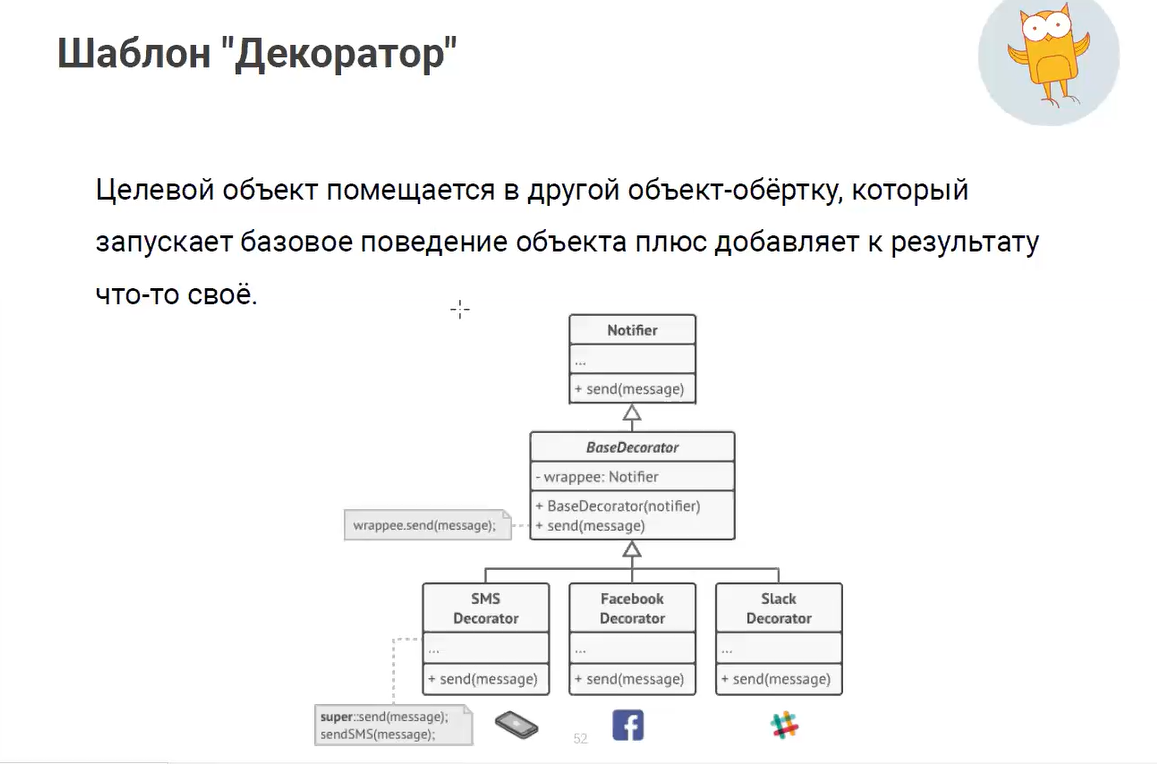 Шаблон "Декоратор"
Целевой объект помещается в другой объект-обёртку, который
запускает базовое поведение объекта плюс добавляет к результату
что-то своё.
Notifier
...
+ send(message)
BaseDecorator
- wrappee: Notifier
+ BaseDecorator(notifier)
+ send(message)
wrappee.send(message);
SMS
Decorator
...
+ send(message)
Facebook
Decorator
...
+ send(message)
Slack
Decorator
...
+ send(message)
super::send(message);
sendSMS(message);
52